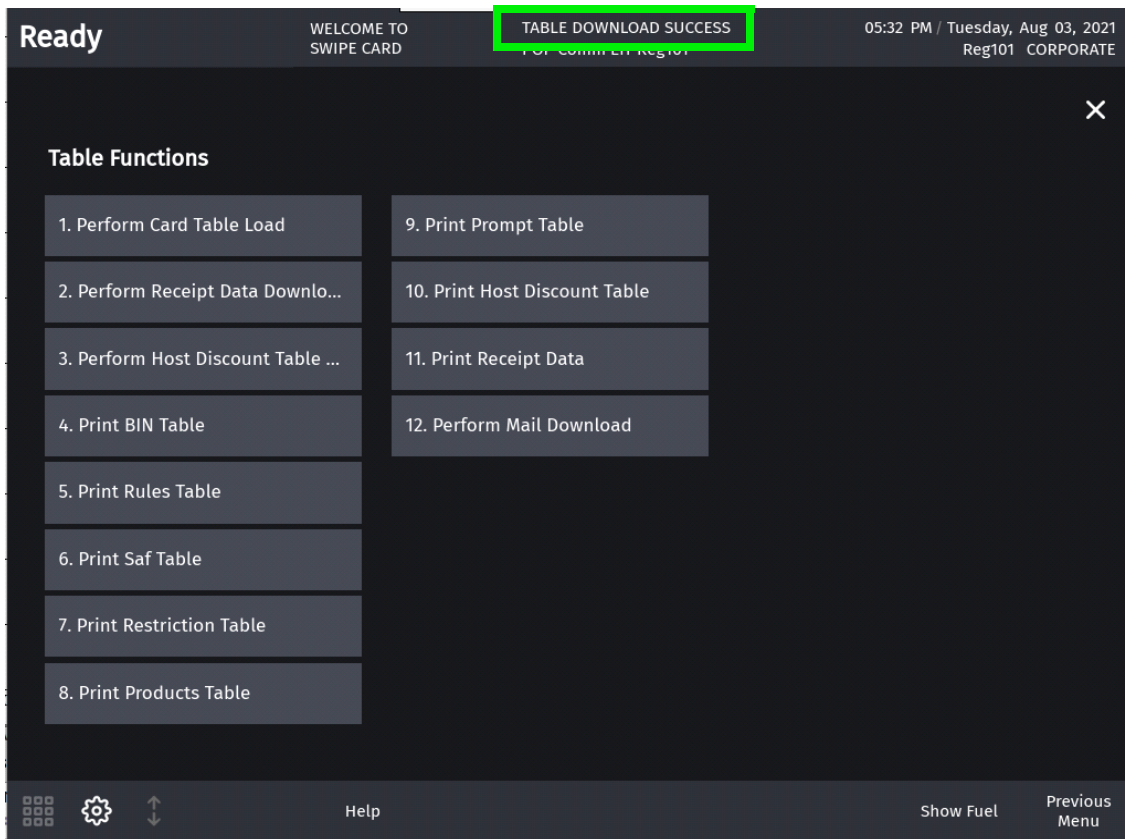 Ready
WELCOME TO
SWIPE CARD
TABLE DOWNLOAD SUCCESS
05:32 PM / Tuesday, Aug 03, 2021
Reg101 CORPORATE
Table Functions
1. Perform Card Table Load
2. Perform Receipt Data Downlo...
3. Perform Host Discount Table ...
4. Print BIN Table
5. Print Rules Table
6. Print Saf Table
7. Print Restriction Table
8. Print Products Table
9. Print Prompt Table
10. Print Host Discount Table
11. Print Receipt Data
12. Perform Mail Download
Help
Show Fuel
Previous
Menu